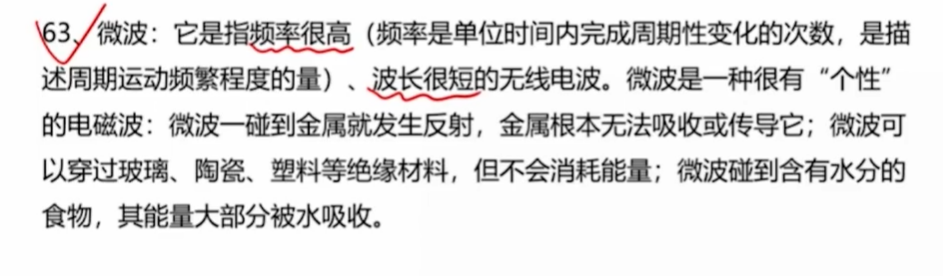 63、微波：它是指频率很高（频率是单位时间内完成周期性变化的次数，是描
述周期运动频繁程度的量）、波长很短的无线电波。微波是一种很有“个性”
的电磁波：微波一碰到金属就发生反射，金属根本无法吸收或传导它；微波可
以穿过玻璃、陶瓷、塑料等绝缘材料，但不会消耗能量；微波碰到含有水分的
食物，其能量大部分被水吸收。